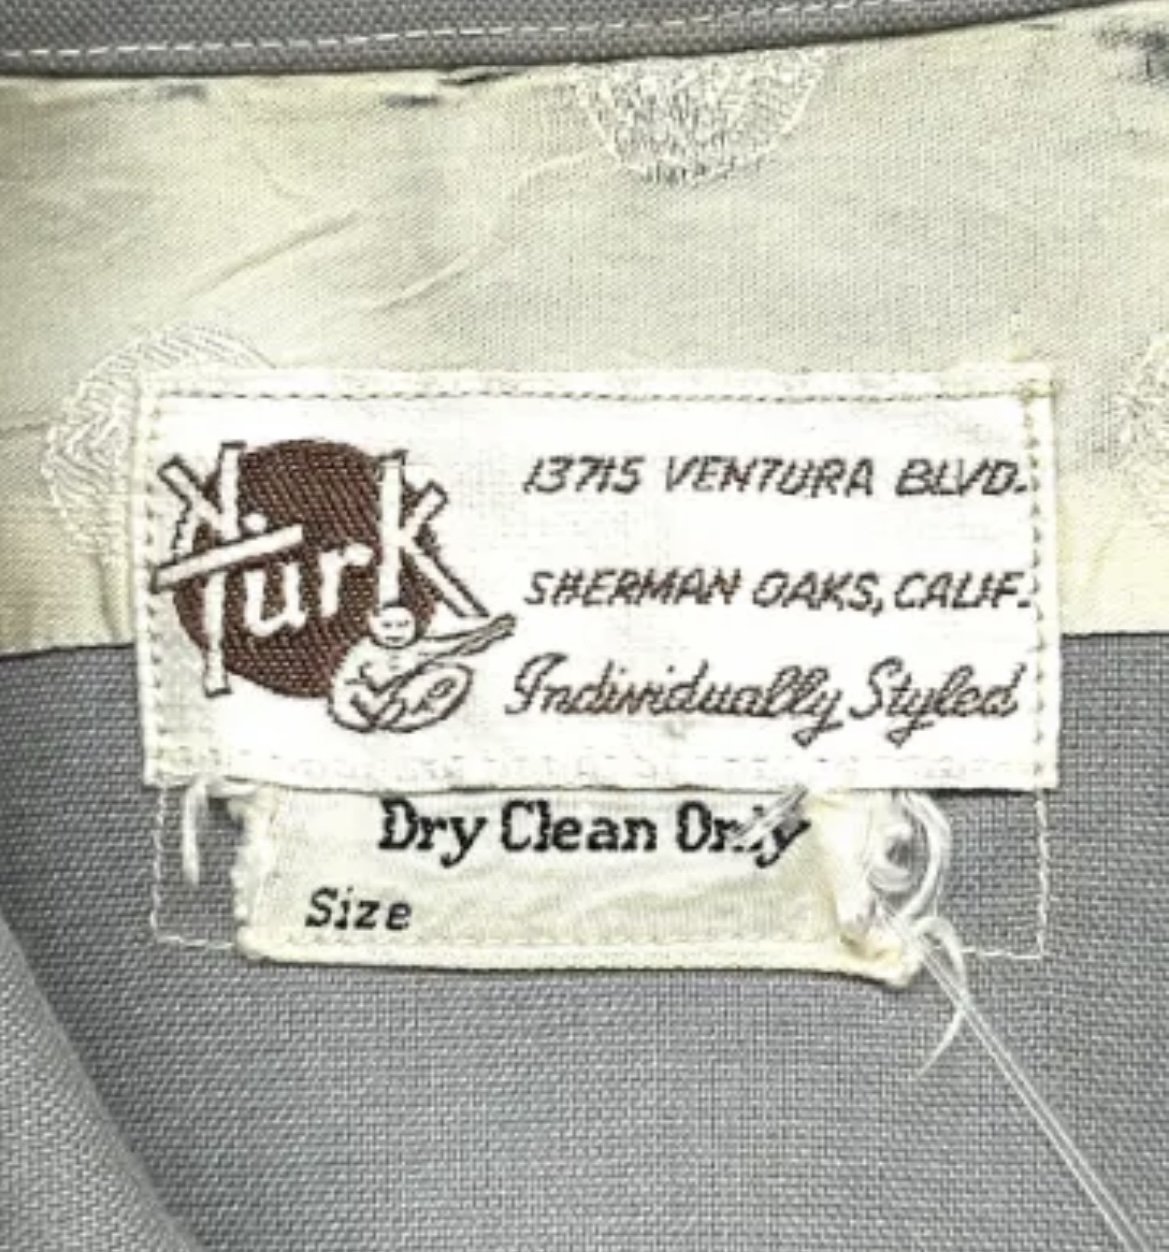 N. Turk
13715 VENTURA BLVD.
SHERMAN OAKS, CALIF.
Individually Styled
Dry Clean Only
Size